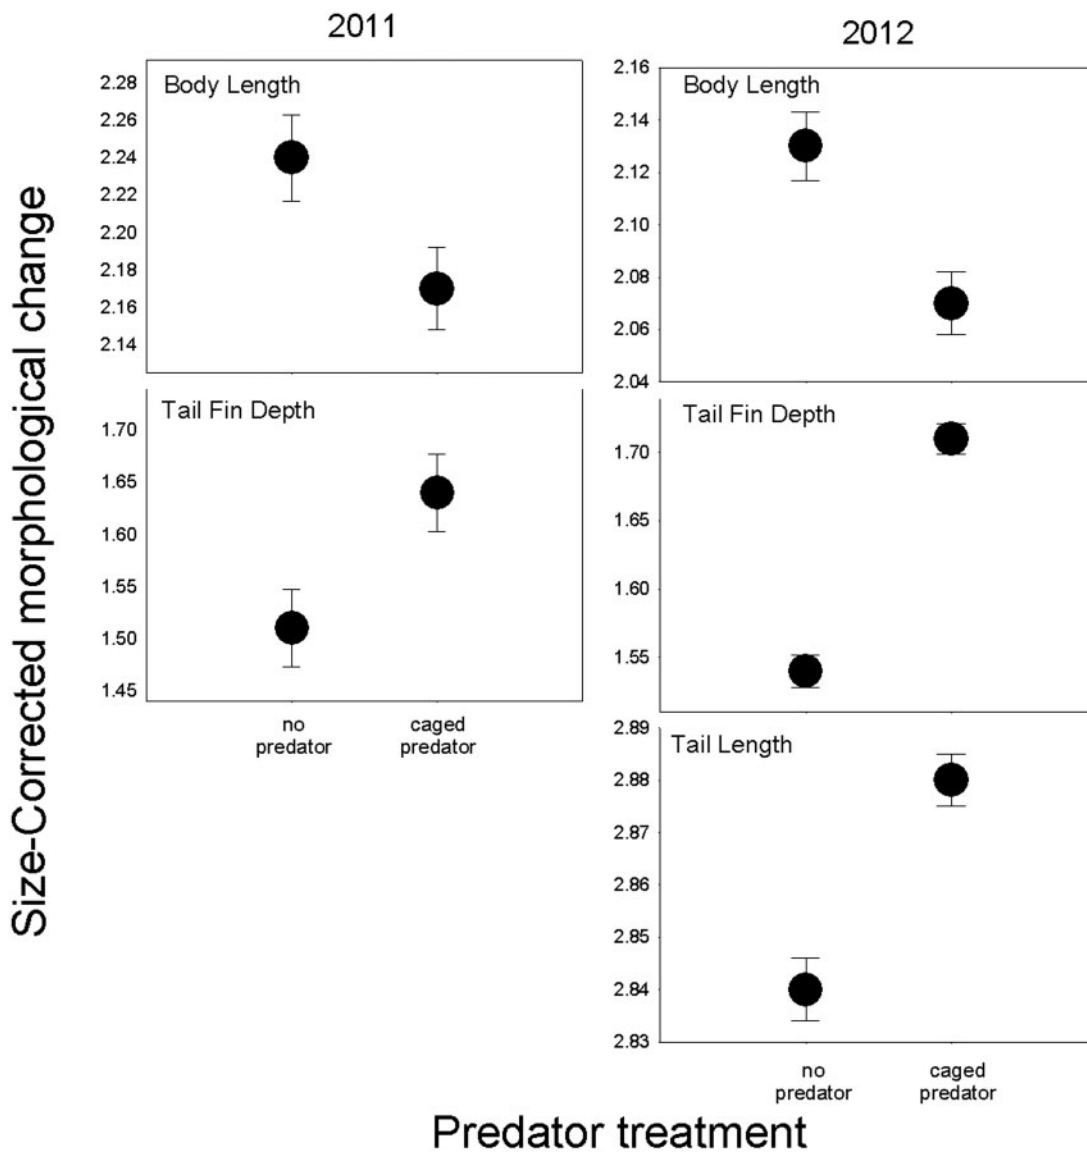 2011
2012
Size-Corrected morphological change
Body Length
2.28
2.26
2.24
2.22
2.20
2.18
2.16
2.14
Tail Fin Depth
1.70
1.65
1.60
1.55
1.50
1.45
no
predator
caged
predator
Body Length
2.16
2.14
2.12
2.10
2.08
2.06
2.04
Tail Fin Depth
1.70
1.65
1.60
1.55
Tail Length
2.89
2.88
2.87
2.86
2.85
2.84
2.83
no
predator
caged
predator
Predator treatment